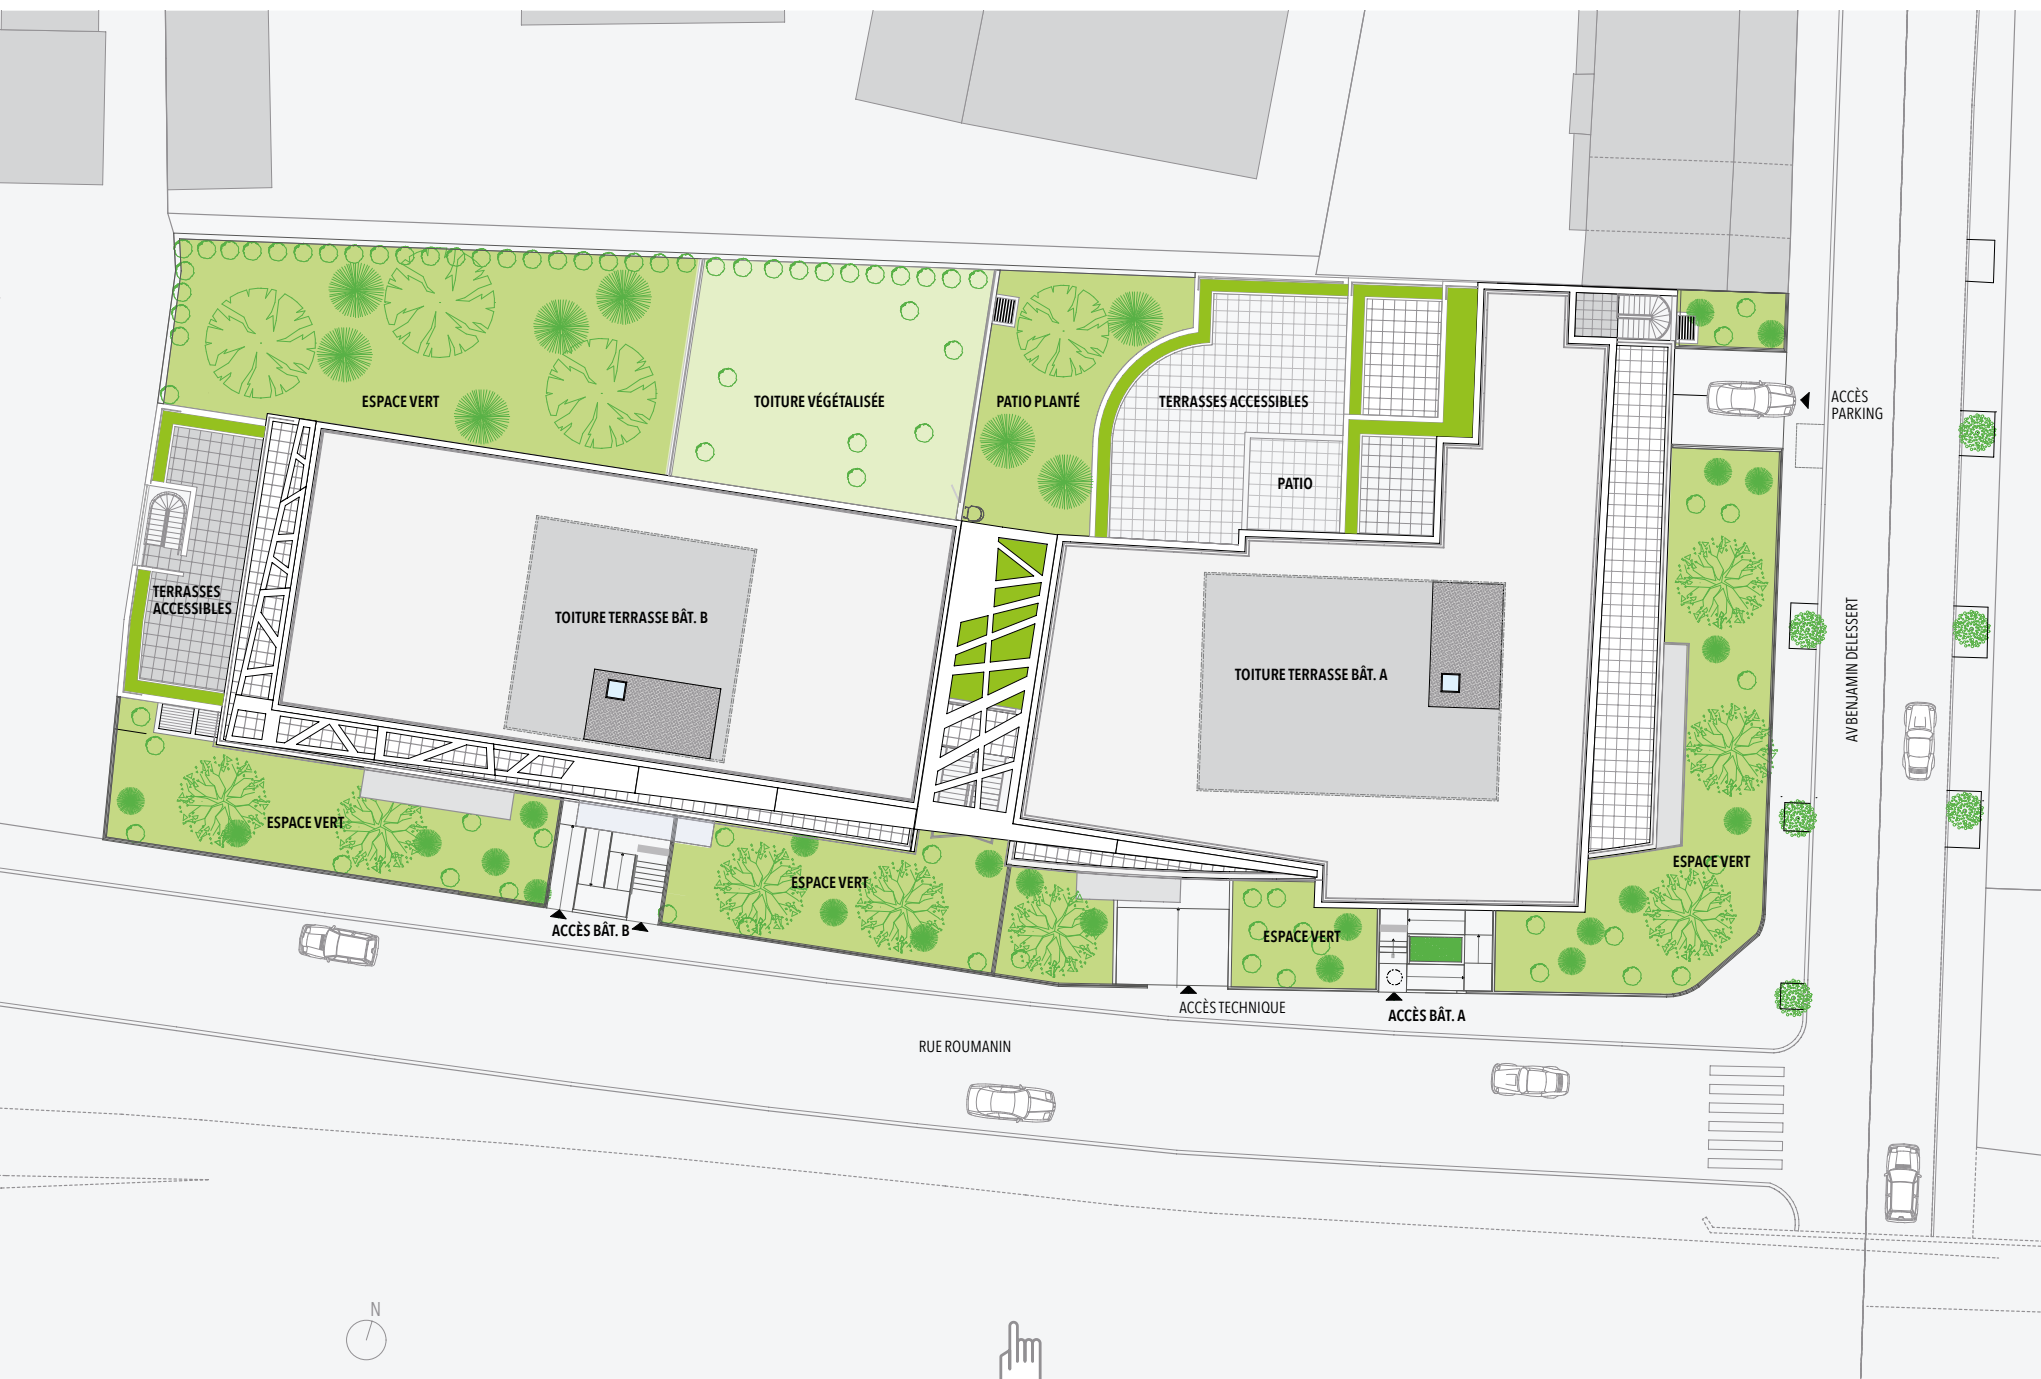 ESPACE VERT
TOITURE VÉGÉTALISÉE
PATIO PLANTÉ
TERRASSES ACCESSIBLES
ACCÈS
PARKING
PATIO
TERRASSES
ACCESSIBLES
TOITURE TERRASSE BÂT. B
TOITURE TERRASSE BÂT. A
AV BENJAMIN DELESSERT
ESPACE VERT
ESPACE VERT
ESPACE VERT
ESPACE VERT
ACCÈS BÂT. B
ACCÈS TECHNIQUE
ACCÈS BÂT. A
RUE ROUMANIN
N